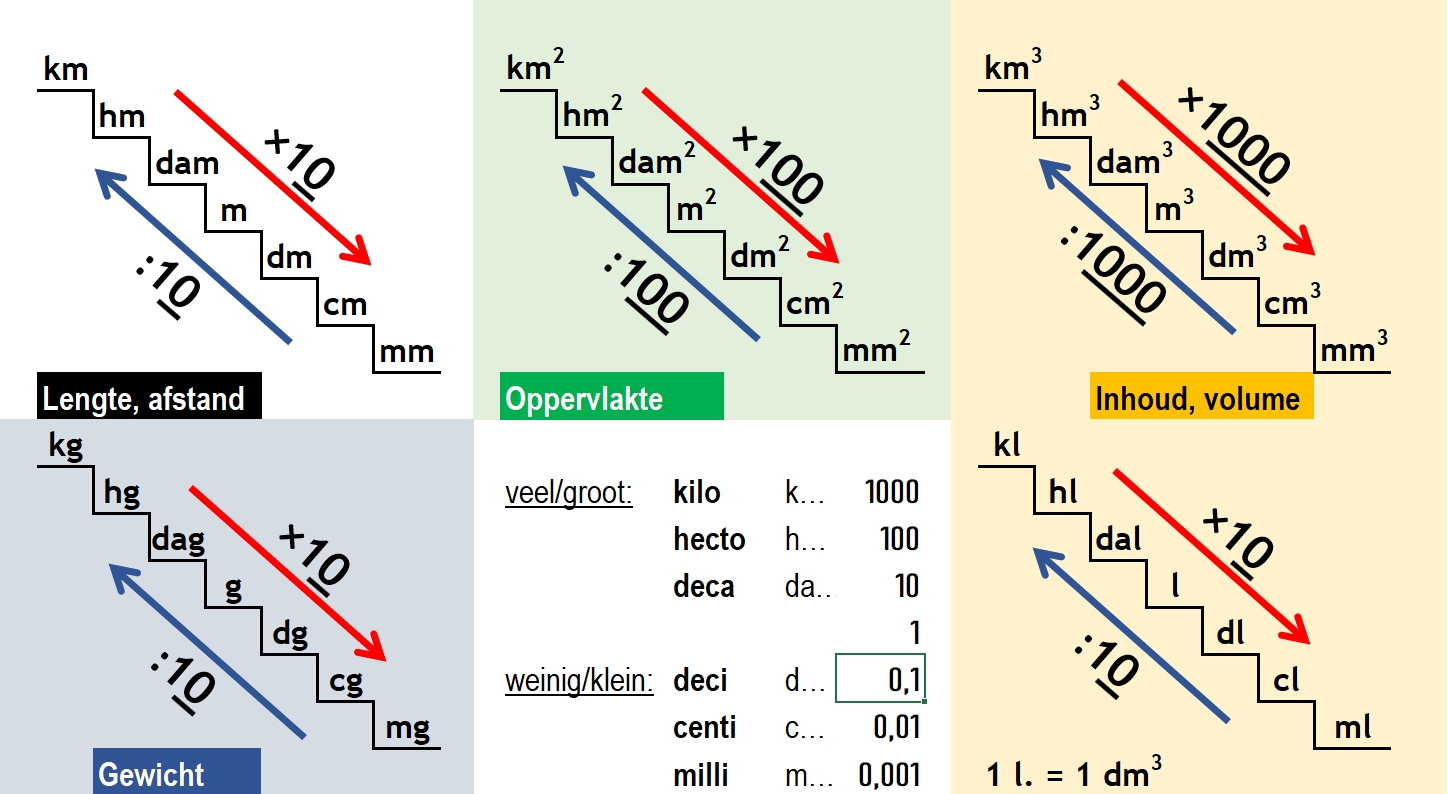 km
hm
dam
m
dm
cm
mm
+10
:10
Lengte, afstand
km²
hm²
dam²
m²
dm²
cm²
mm²
+100
:100
Oppervlakte
km³
hm³
dam³
m³
dm³
cm³
mm³
+1000
:1000
Inhoud, volume
kg
hg
dag
g
dg
cg
mg
+10
:10
Gewicht
veel/groot: kilo k... 1000
hecto h... 100
deca da.. 10
1
weinig/klein: deci d... 0,1
centi c... 0,01
milli m... 0,001
kl
hl
dal
l
dl
cl
ml
+10
:10
1 l. = 1 dm³